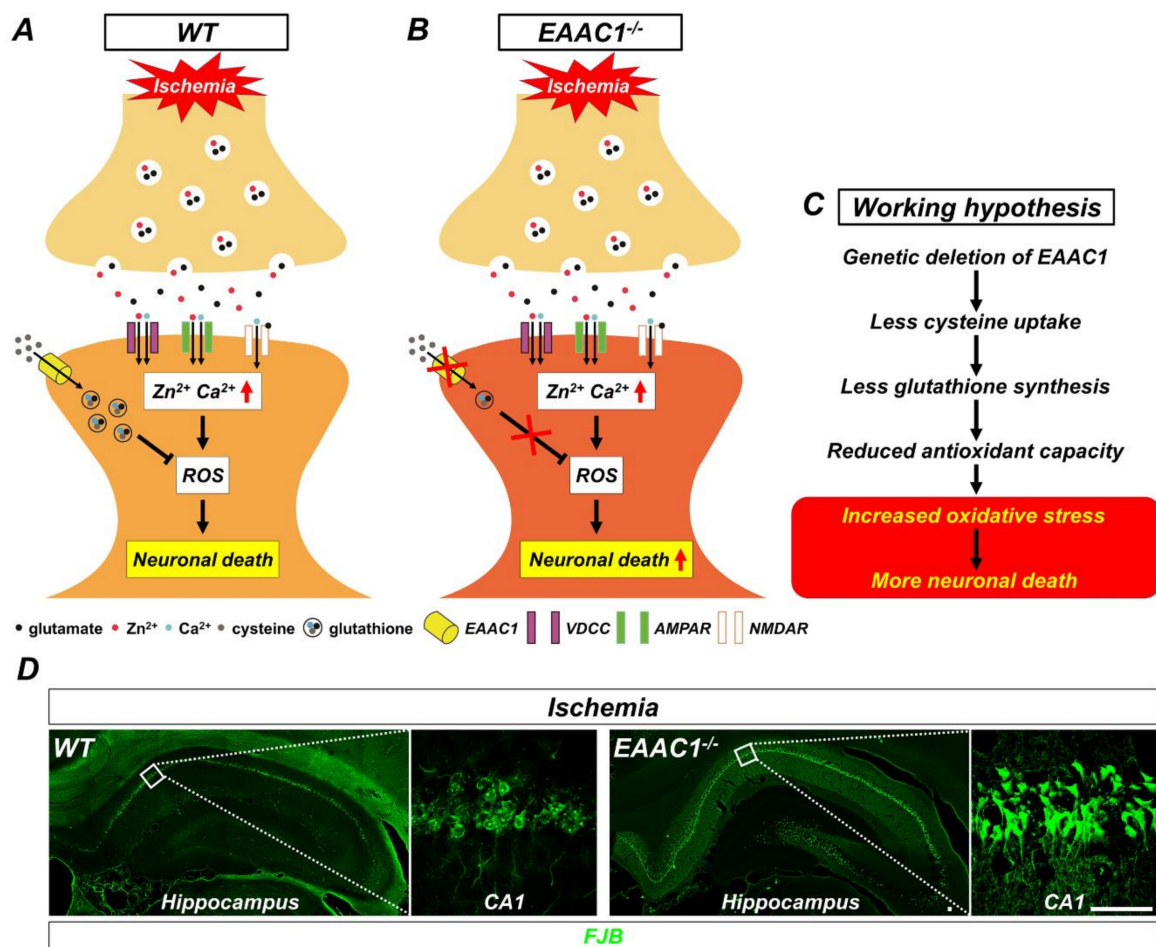 A
WT
Ischemia
Zn²⁺ Ca²⁺
ROS
Neuronal death
B
EAAC1⁻/⁻
Ischemia
Zn²⁺ Ca²⁺
ROS
Neuronal death
C
Working hypothesis
Genetic deletion of EAAC1
Less cysteine uptake
Less glutathione synthesis
Reduced antioxidant capacity
Increased oxidative stress
More neuronal death
glutamate Zn²⁺ Ca²⁺ cysteine glutathione EAAC1 VDCC AMPAR NMDAR
D
Ischemia
WT
Hippocampus
CA1
EAAC1⁻/⁻
Hippocampus
CA1
FJB